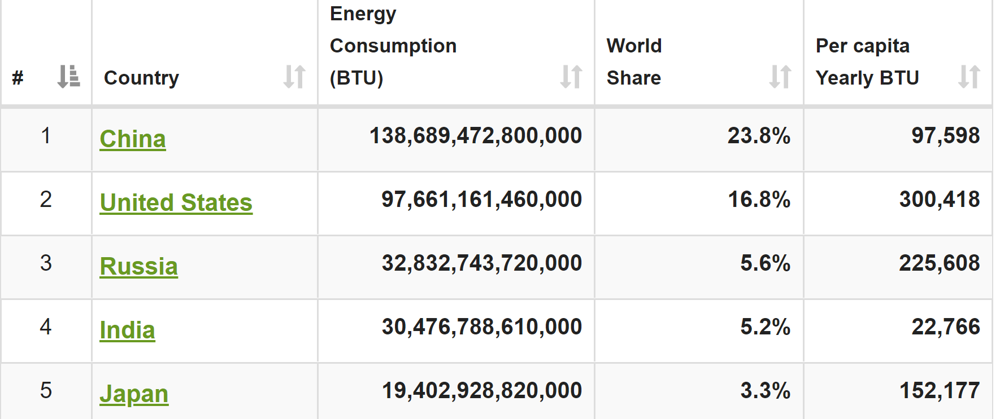 # Country Energy Consumption (BTU) World Share Per capita Yearly BTU
1 China 138,689,472,800,000 23.8% 97,598
2 United States 97,661,161,460,000 16.8% 300,418
3 Russia 32,832,743,720,000 5.6% 225,608
4 India 30,476,788,610,000 5.2% 22,766
5 Japan 19,402,928,820,000 3.3% 152,177